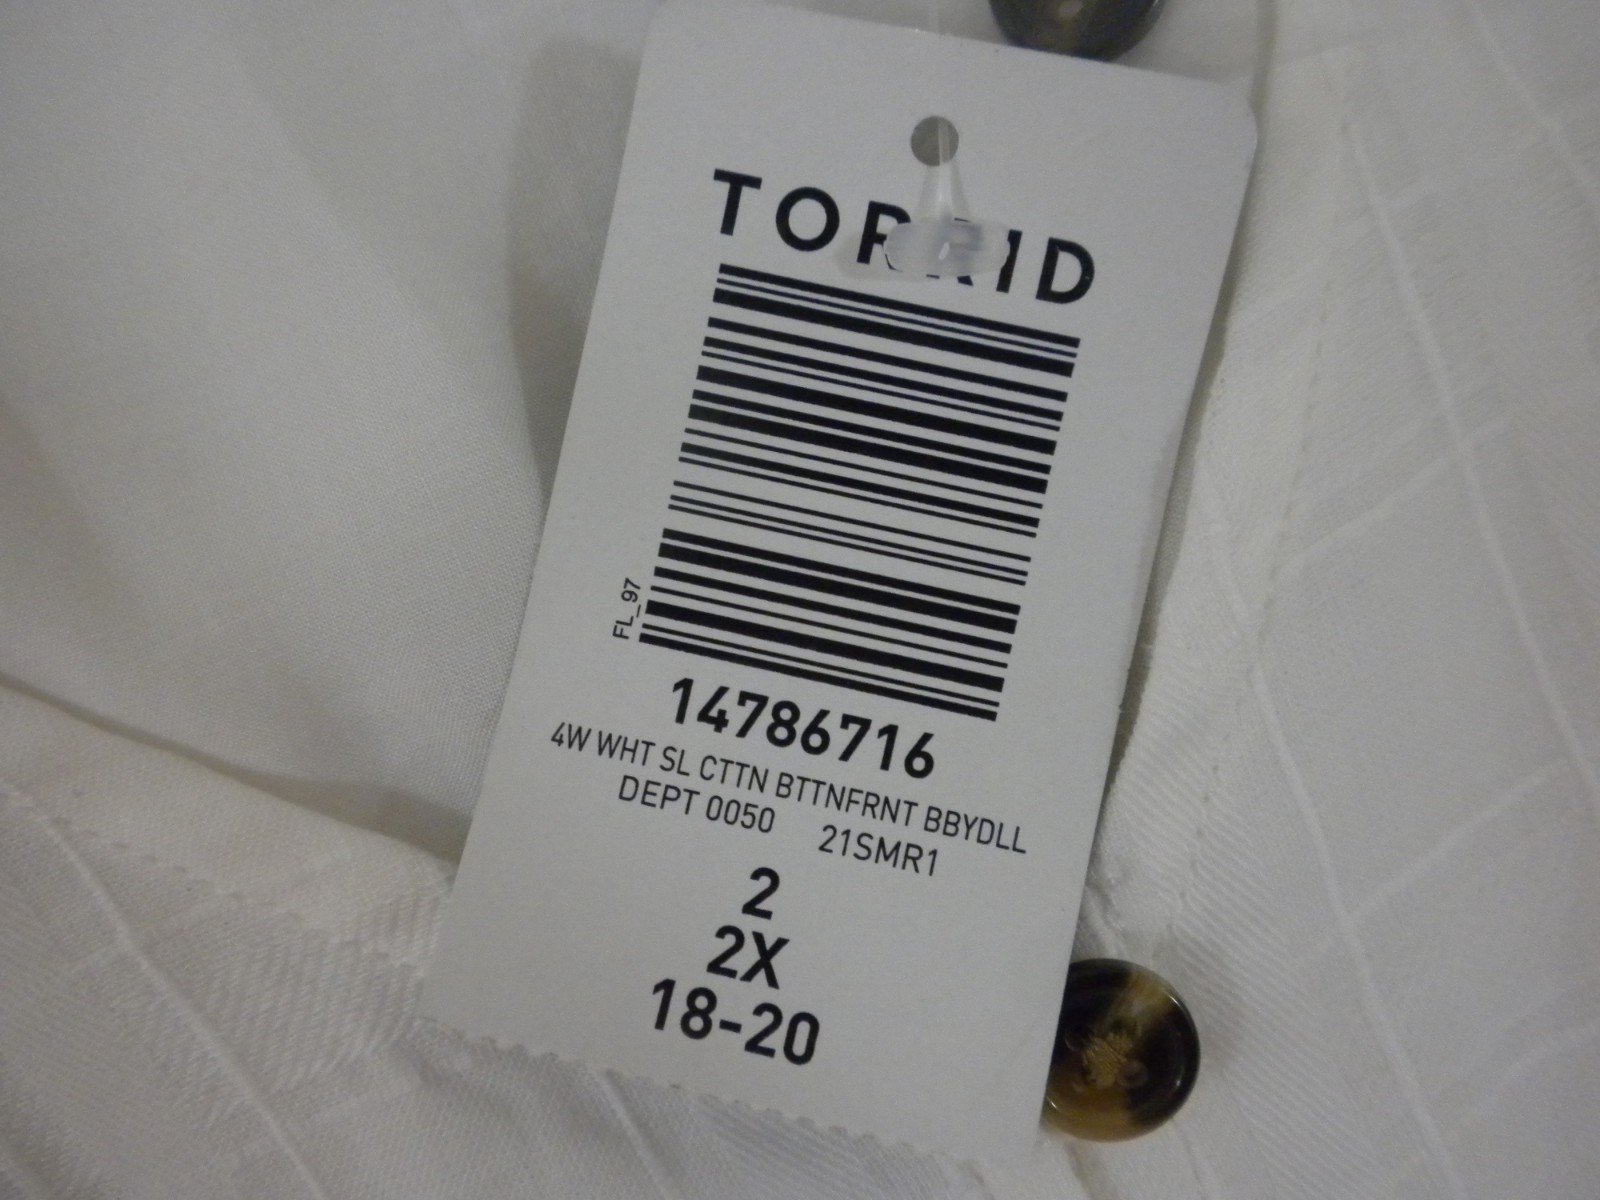 TORRID
FL_97
14786716
4W WHT SL CTTN BTTNFRNT BBYDLL
DEPT 0050 21SMR1
2
2X
18-20